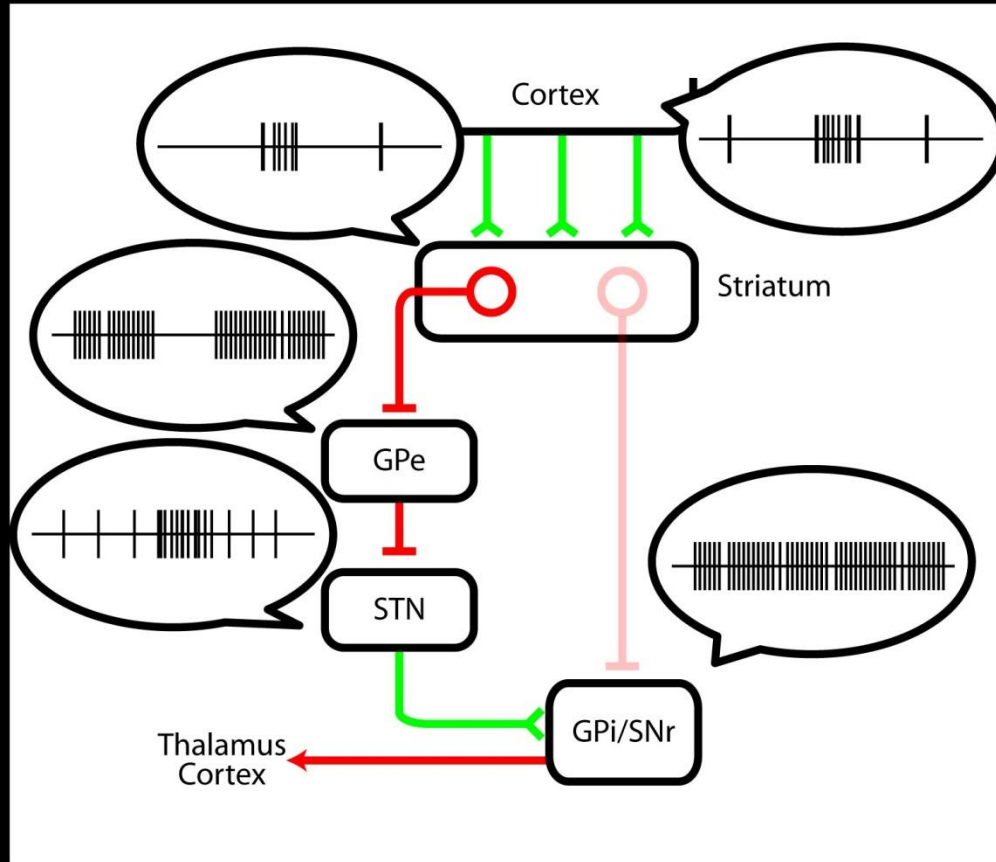 Cortex
Striatum
GPe
STN
GPi/SNr
Thalamus
Cortex